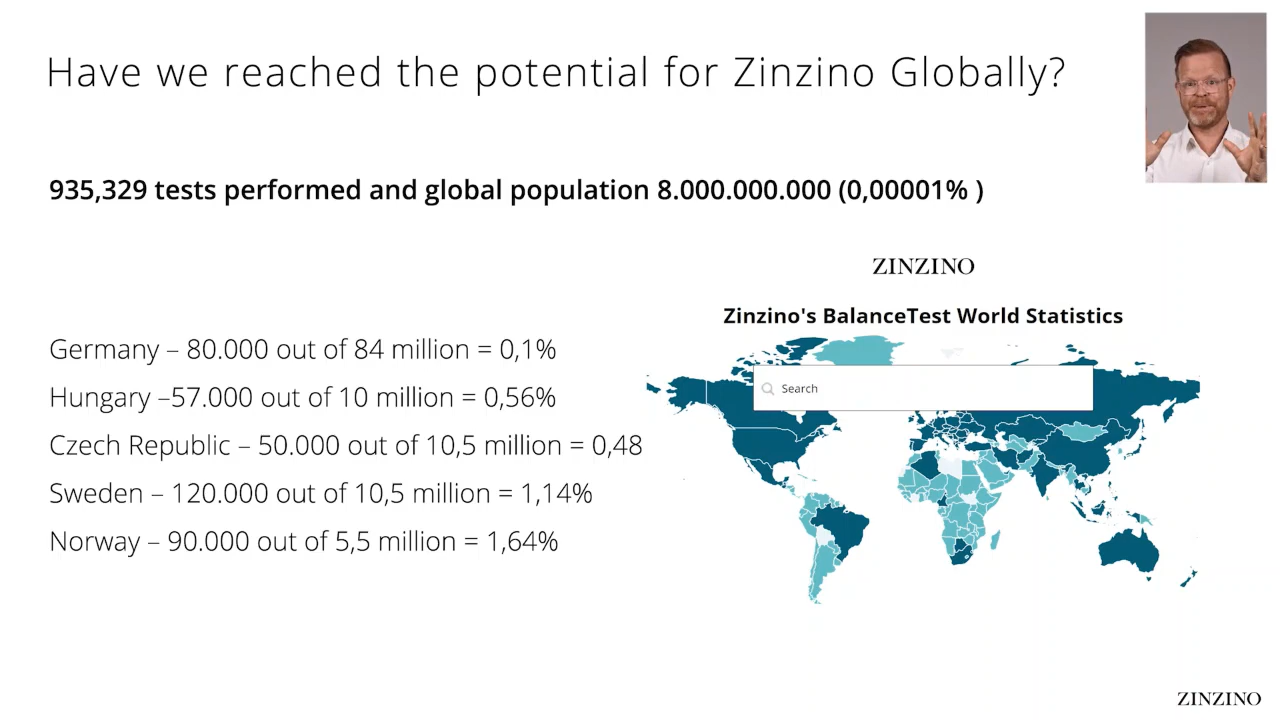 Have we reached the potential for Zinzino Globally?
935,329 tests performed and global population 8.000.000.000 (0,00001% )
ZINZINO
Zinzino's BalanceTest World Statistics
Search
Germany – 80.000 out of 84 million = 0,1%
Hungary –57.000 out of 10 million = 0,56%
Czech Republic – 50.000 out of 10,5 million = 0,48
Sweden – 120.000 out of 10,5 million = 1,14%
Norway – 90.000 out of 5,5 million = 1,64%
ZINZINO